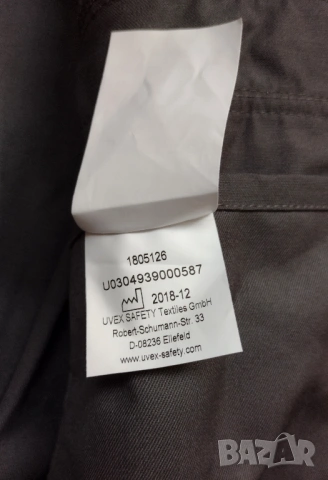 1805126
U0304939000587
2018-12
UVEX SAFETY Textiles GmbH
Robert-Schumann-Str. 33
D-08236 Ellefeld
www.uvex-safety.com
BAZAR